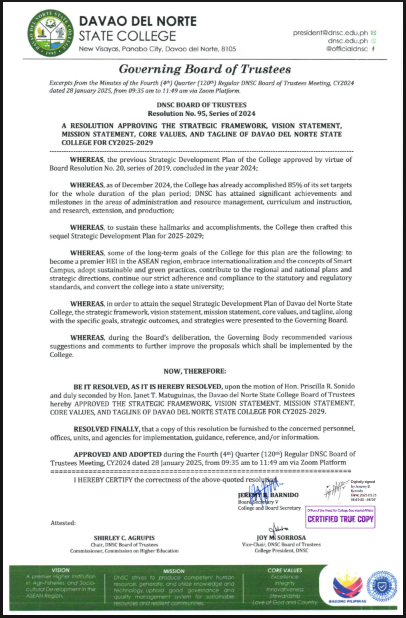 DAVAO DEL NORTE
STATE COLLEGE
New Visayas, Panabo City, Davao del Norte, 8105
president@dnsc.edu.ph
dnsc.edu.ph
@officialdnsc
Governing Board of Trustees
Excerpts from the Minutes of the Fourth (4th) Quarter (120th) Regular DNSC Board of Trustees Meeting, CY2024
dated 28 January 2025, from 09:35 am to 11:49 am via Zoom Platform.
DNSC BOARD OF TRUSTEES
Resolution No. 95, Series of 2024
A RESOLUTION APPROVING THE STRATEGIC FRAMEWORK, VISION STATEMENT,
MISSION STATEMENT, CORE VALUES, AND TAGLINE OF DAVAO DEL NORTE STATE
COLLEGE FOR CY2025-2029
WHEREAS, the previous Strategic Development Plan of the College approved by virtue of
Board Resolution No. 20, series of 2019, concluded in the year 2024;
WHEREAS, as of December 2024, the College has already accomplished 85% of its set targets
for the whole duration of the plan period; DNSC has attained significant achievements and
milestones in the areas of administration and resource management, curriculum and instruction,
and research, extension, and production;
WHEREAS, to sustain these hallmarks and accomplishments, the College then crafted this
sequel Strategic Development Plan for 2025-2029;
WHEREAS, some of the long-term goals of the College for this plan are the following: to
become a premier HEI in the ASEAN region, embrace internationalization and the concepts of Smart
Campus, adopt sustainable and green practices, contribute to the regional and national plans and
strategic directions, continue our strict adherence and compliance to the statutory and regulatory
standards, and convert the college into a state university;
WHEREAS, in order to attain the sequel Strategic Development Plan of Davao del Norte State
College, the strategic framework, vision statement, mission statement, core values, and tagline, along
with the specific goals, strategic outcomes, and strategies were presented to the Governing Board.
WHEREAS, during the Board's deliberation, the Governing Body recommended various
suggestions and comments to further improve the proposals which shall be implemented by the
College.
NOW, THEREFORE:
BE IT RESOLVED, AS IT IS HEREBY RESOLVED, upon the motion of Hon. Priscilla R. Sonido
and duly seconded by Hon. Janet T. Matuguinas, the Davao del Norte State College Board of Trustees
hereby APPROVED THE STRATEGIC FRAMEWORK, VISION STATEMENT, MISSION STATEMENT,
CORE VALUES, AND TAGLINE OF DAVAO DEL NORTE STATE COLLEGE FOR CY2025-2029.
RESOLVED FINALLY, that a copy of this resolution be furnished to the concerned personnel,
offices, units, and agencies for implementation, guidance, reference, and/or information.
APPROVED AND ADOPTED during the Fourth (4th) Quarter (120th) Regular DNSC Board of
Trustees Meeting, CY2024 dated 28 January 2025, from 09:35 am to 11:49 am via Zoom Platform
I HEREBY CERTIFY the correctness of the above-quoted resolution.
JEREMY B. BARNIDO
Board Secretary V
College and Board Secretary
Digitally signed
by Jeremy B.
Barnido
CERTIFIED TRUE COPY
Attested:
SHIRLEY C. AGRUPIS
Chair, DNSC Board of Trustees
Commissioner, Commission on Higher Education
JOY M. SORROSA
Vice-Chair, DNSC Board of Trustees
College President, DNSC
VISION
A premier Higher Institution
in Agri-Fisheries and Socio-
cultural Development in the
ASEAN Region.
MISSION
DNSC strives to produce competent human
resource, generate, and utilize knowledge and
technology, uphold good governance and
quality management system for sustainable
resources and resilient communities.
CORE VALUES
Excellence
Integrity
Innovativeness
Stewardship
Love of God and Country
BAGONG PILIPINAS